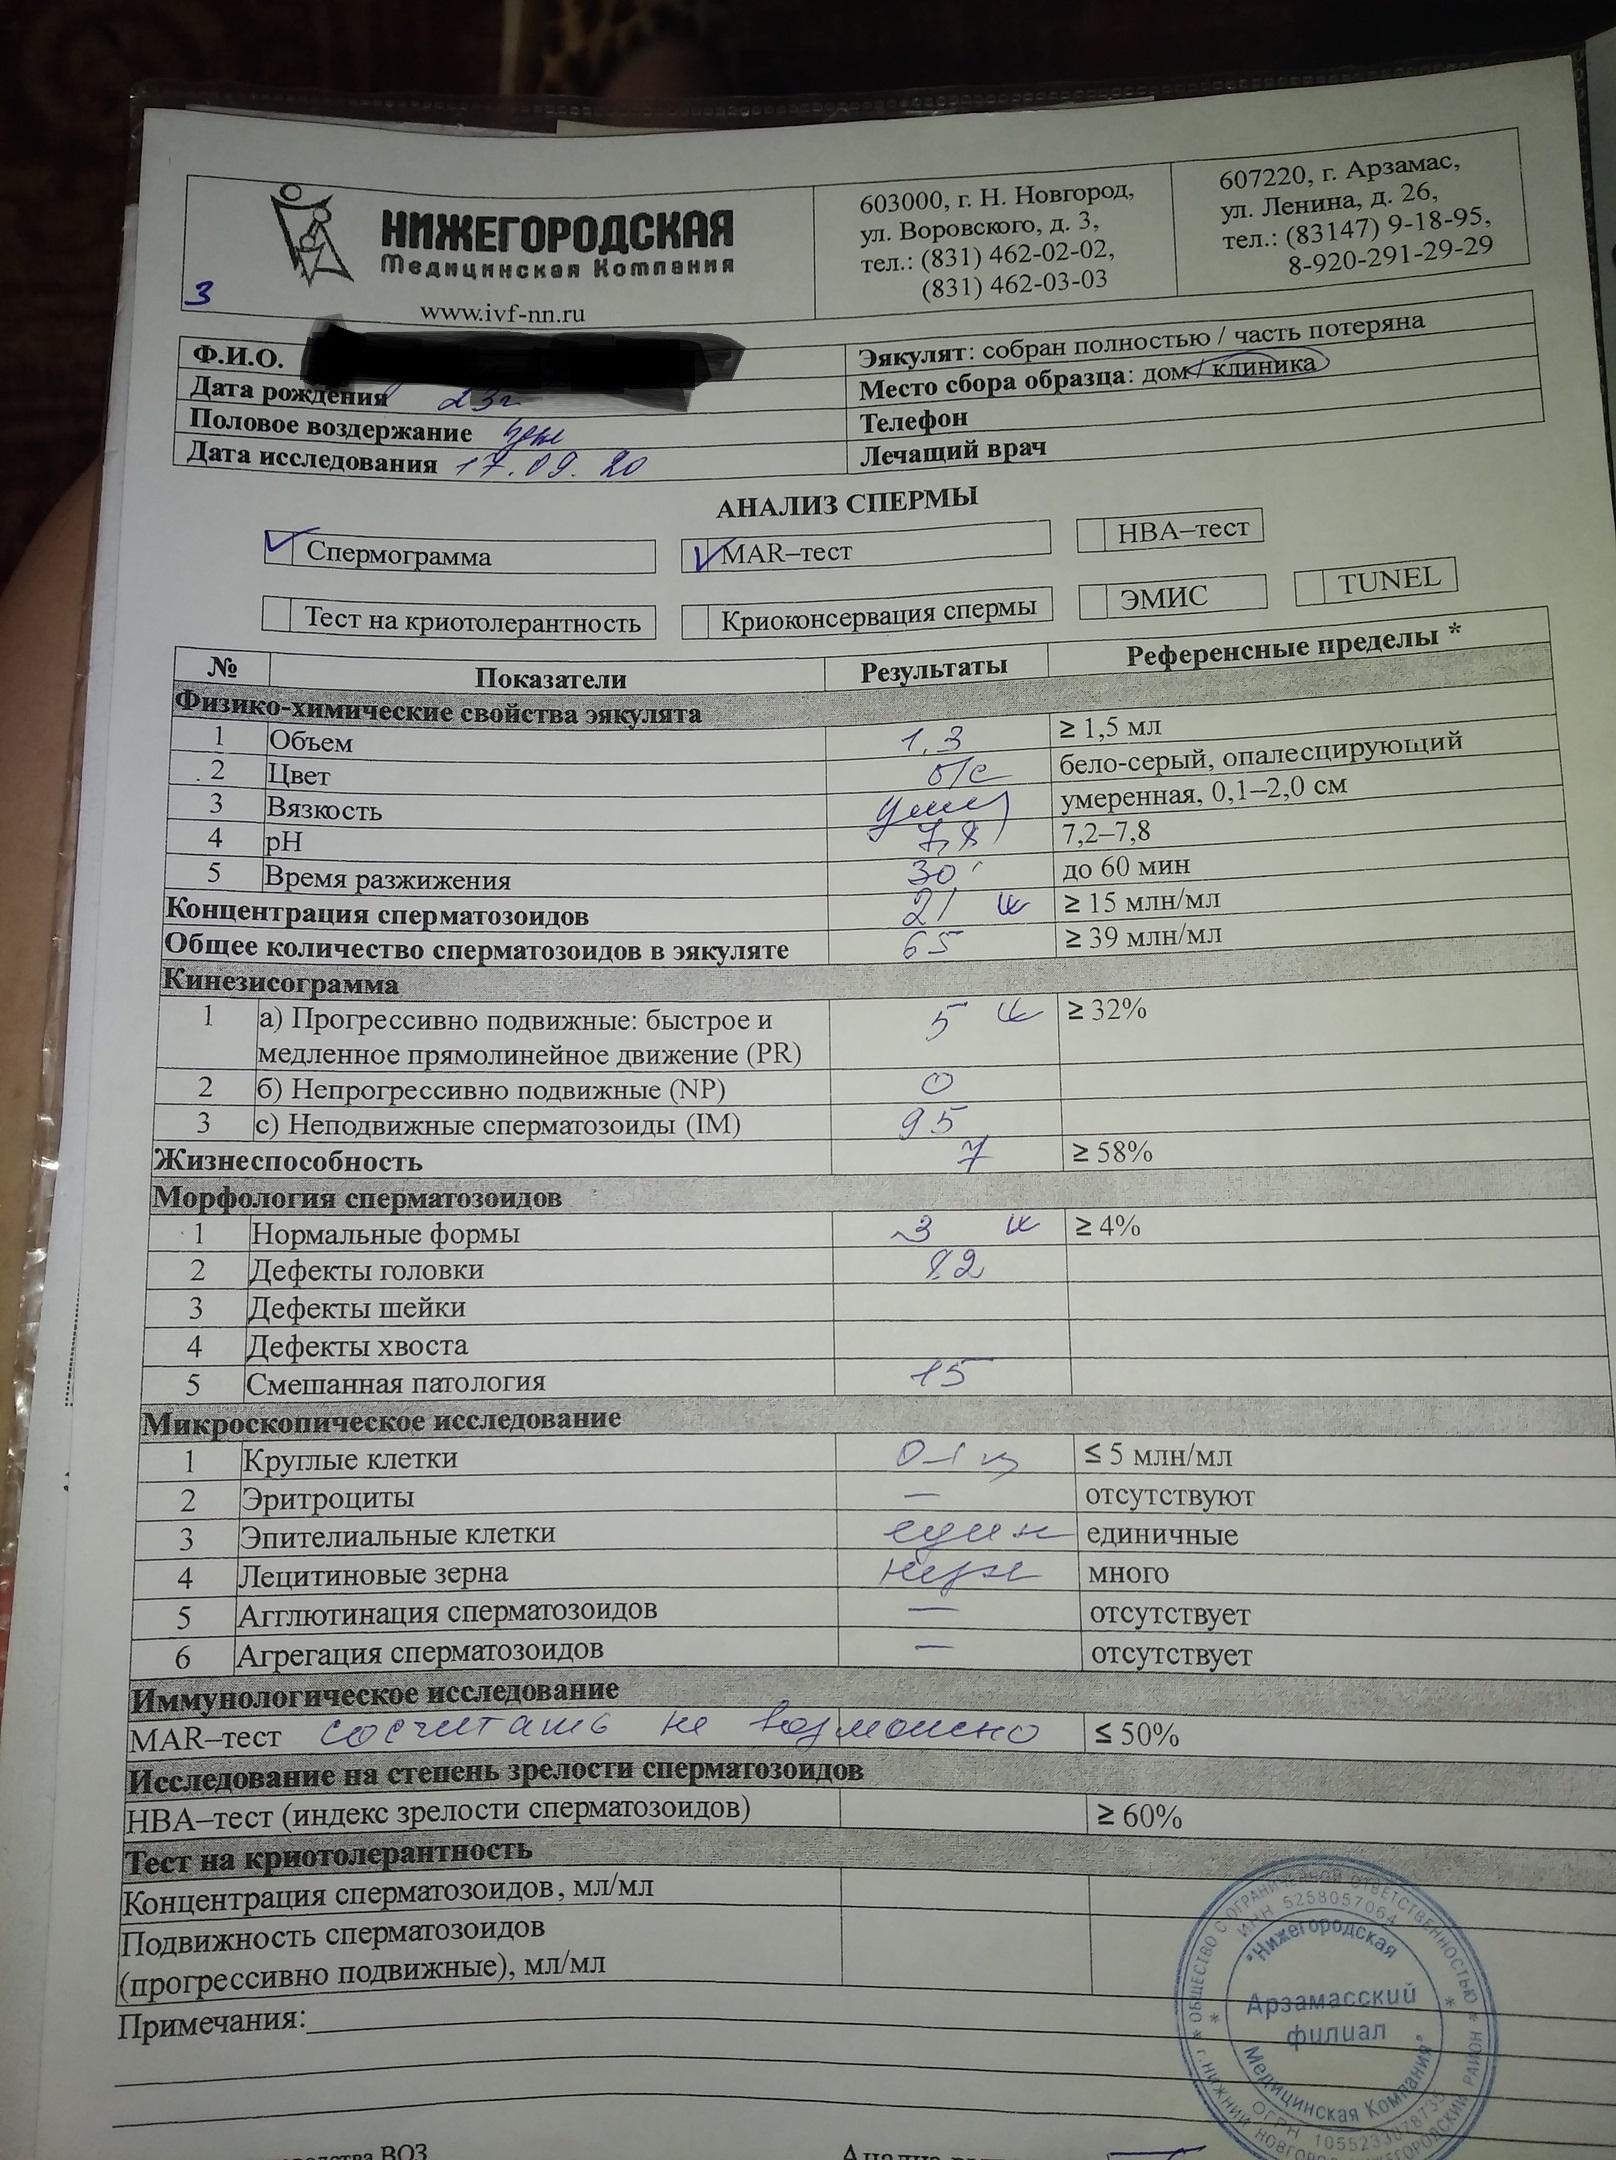 НИЖЕГОРОДСКАЯ
Медицинская Компания
www.ivf-nn.ru
3
603000, г. Н. Новгород,
ул. Воровского, д. 3,
тел.: (831) 462-02-02,
(831) 462-03-03
607220, г. Арзамас,
ул. Ленина, д. 26,
тел.: (83147) 9-18-95,
8-920-291-29-29
Ф.И.О.
Дата рождения 23г
Половое воздержание
Дата исследования 17.09.20
Эякулят: собран полностью / часть потеряна
Место сбора образца: дом / клиника
Телефон
Лечащий врач
АНАЛИЗ СПЕРМЫ
Спермограмма MAR–тест HBA–тест
Тест на криотолерантность Криоконсервация спермы ЭМИС TUNEL
№ Показатели Результаты Референсные пределы *
Физико-химические свойства эякулята
1 Объем 1,3 ≥ 1,5 мл
2 Цвет б/с бело-серый, опалесцирующий
3 Вязкость умер умеренная, 0,1–2,0 см
4 pH 7,8 7,2–7,8
5 Время разжижения 30' до 60 мин
Концентрация сперматозоидов 21 ≥ 15 млн/мл
Общее количество сперматозоидов в эякуляте 65 ≥ 39 млн/мл
Кинезисограмма
1 а) Прогрессивно подвижные: быстрое и 5 ≥ 32%
медленное прямолинейное движение (PR)
2 б) Непрогрессивно подвижные (NP) 0
3 с) Неподвижные сперматозоиды (IM) 95
Жизнеспособность 7 ≥ 58%
Морфология сперматозоидов
1 Нормальные формы 3 ≥ 4%
2 Дефекты головки 82
3 Дефекты шейки
4 Дефекты хвоста
5 Смешанная патология 15
Микроскопическое исследование
1 Круглые клетки 0-1 ≤ 5 млн/мл
2 Эритроциты — отсутствуют
3 Эпителиальные клетки един единичные
4 Лецитиновые зерна много
5 Агглютинация сперматозоидов — отсутствует
6 Агрегация сперматозоидов — отсутствует
Иммунологическое исследование
MAR–тест сосчитать не возможно ≤ 50%
Исследование на степень зрелости сперматозоидов
HBA–тест (индекс зрелости сперматозоидов) ≥ 60%
Тест на криотолерантность
Концентрация сперматозоидов, мл/мл
Подвижность сперматозоидов
(прогрессивно подвижные), мл/мл
Примечания:
ОБЩЕСТВО С ОГРАНИЧЕННОЙ ОТВЕТСТВЕННОСТЬЮ
ИНН 5258057064
"Нижегородская
Арзамасский
филиал
Медицинская Компания"
ВОЗ